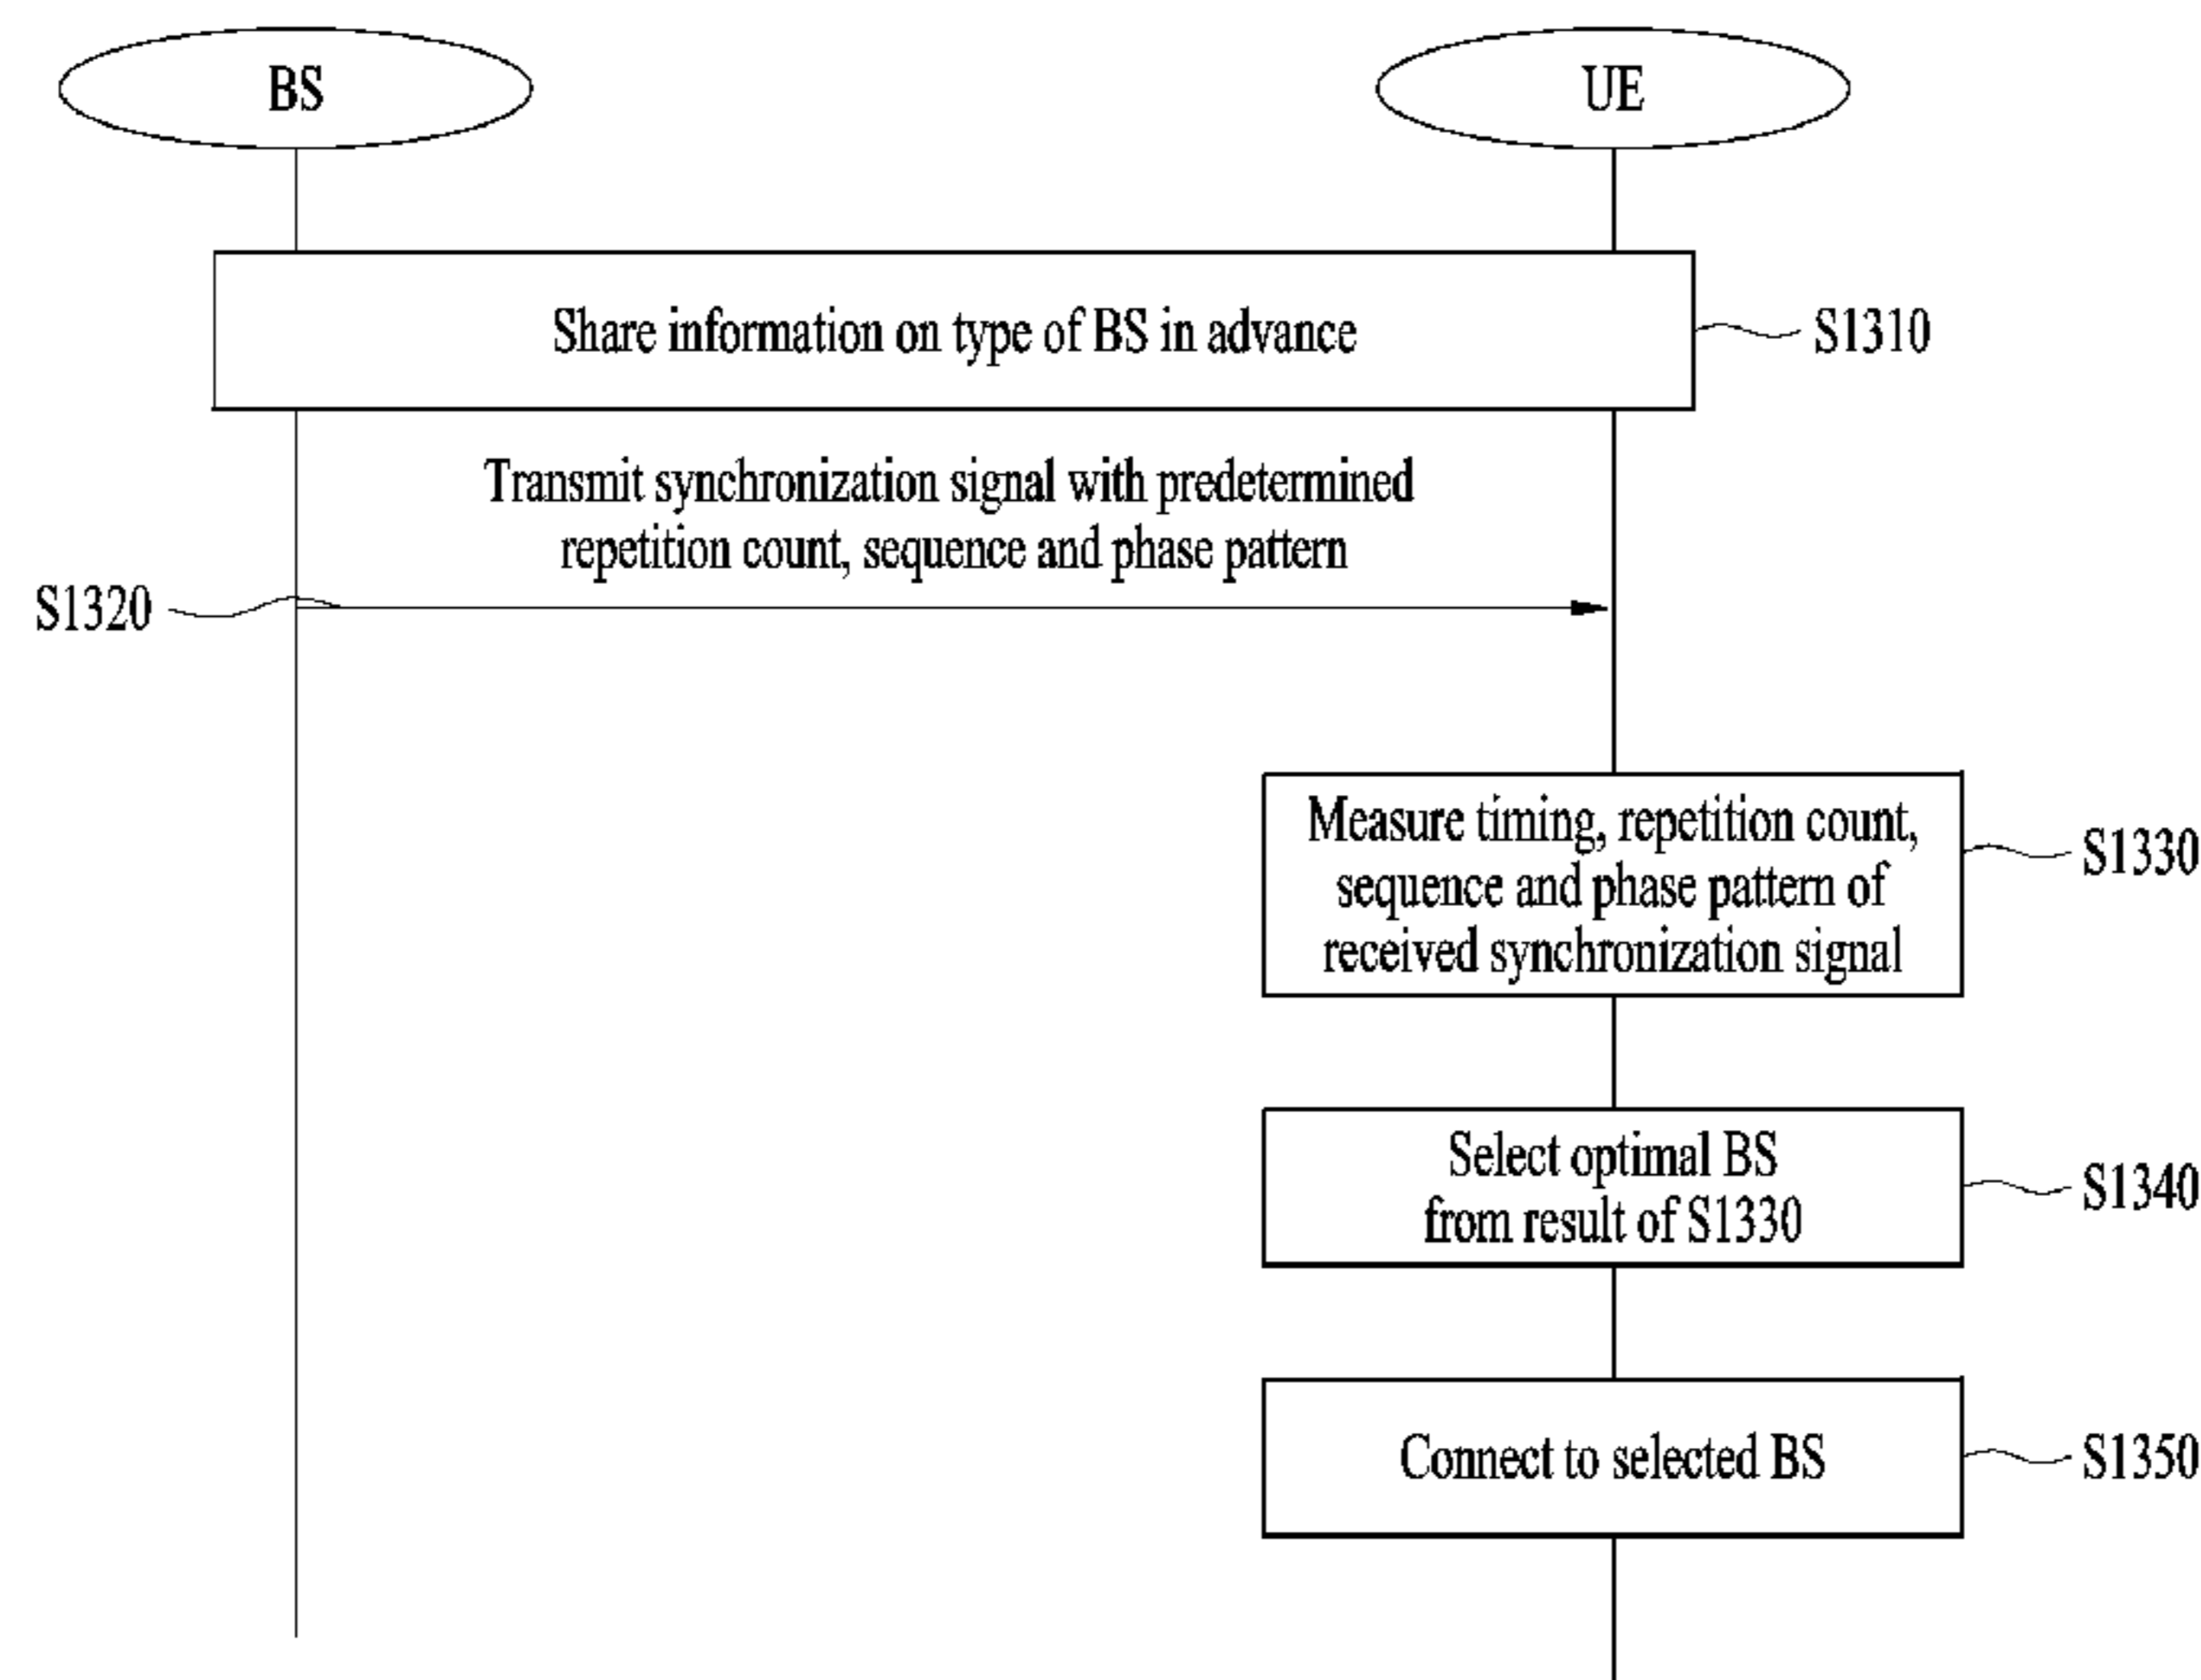 BS
UE
Share information on type of BS in advance
S1310
Transmit synchronization signal with predetermined
repetition count, sequence and phase pattern
S1320
Measure timing, repetition count,
sequence and phase pattern of
received synchronization signal
S1330
Select optimal BS
from result of S1330
S1340
Connect to selected BS
S1350